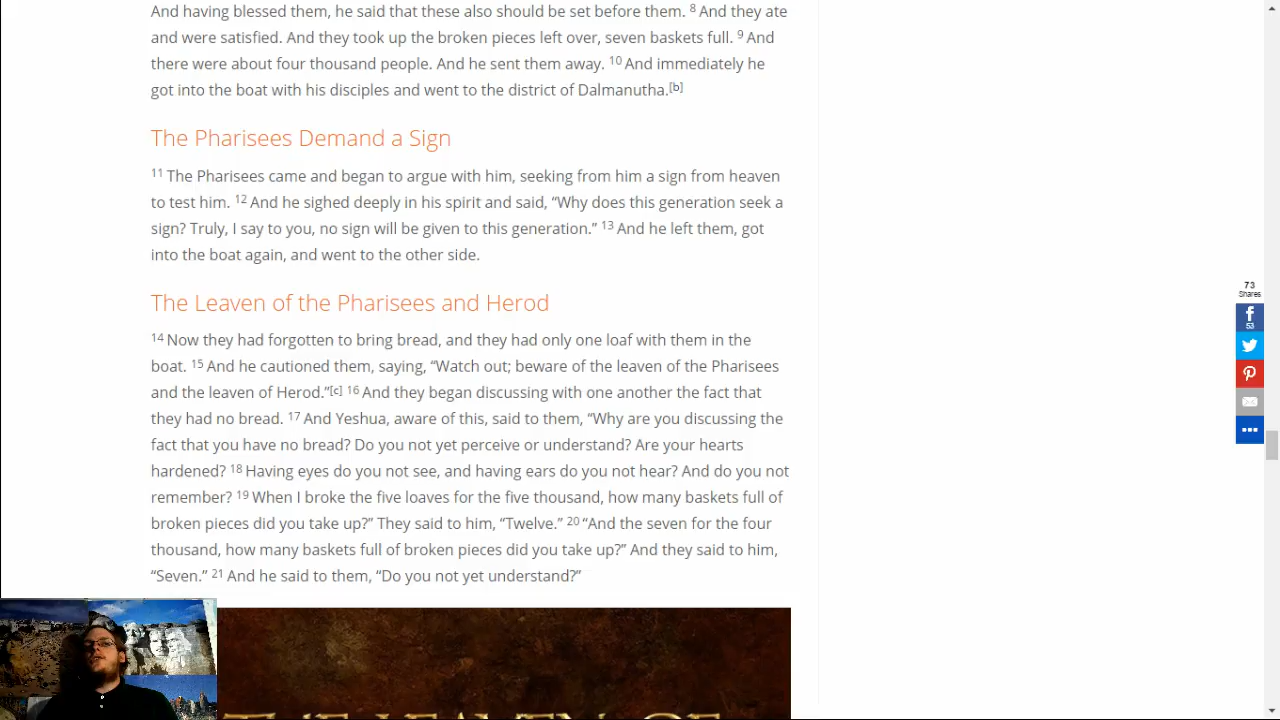 And having blessed them, he said that these also should be set before them. 8 And they ate
and were satisfied. And they took up the broken pieces left over, seven baskets full. 9 And
there were about four thousand people. And he sent them away. 10 And immediately he
got into the boat with his disciples and went to the district of Dalmanutha.[b]
The Pharisees Demand a Sign
11 The Pharisees came and began to argue with him, seeking from him a sign from heaven
to test him. 12 And he sighed deeply in his spirit and said, “Why does this generation seek a
sign? Truly, I say to you, no sign will be given to this generation.” 13 And he left them, got
into the boat again, and went to the other side.
The Leaven of the Pharisees and Herod
14 Now they had forgotten to bring bread, and they had only one loaf with them in the
boat. 15 And he cautioned them, saying, “Watch out; beware of the leaven of the Pharisees
and the leaven of Herod.”[c] 16 And they began discussing with one another the fact that
they had no bread. 17 And Yeshua, aware of this, said to them, “Why are you discussing the
fact that you have no bread? Do you not yet perceive or understand? Are your hearts
hardened? 18 Having eyes do you not see, and having ears do you not hear? And do you not
remember? 19 When I broke the five loaves for the five thousand, how many baskets full of
broken pieces did you take up?” They said to him, “Twelve.” 20 “And the seven for the four
thousand, how many baskets full of broken pieces did you take up?” And they said to him,
“Seven.” 21 And he said to them, “Do you not yet understand?”
THE LEAVEN OF
73
Shares
53